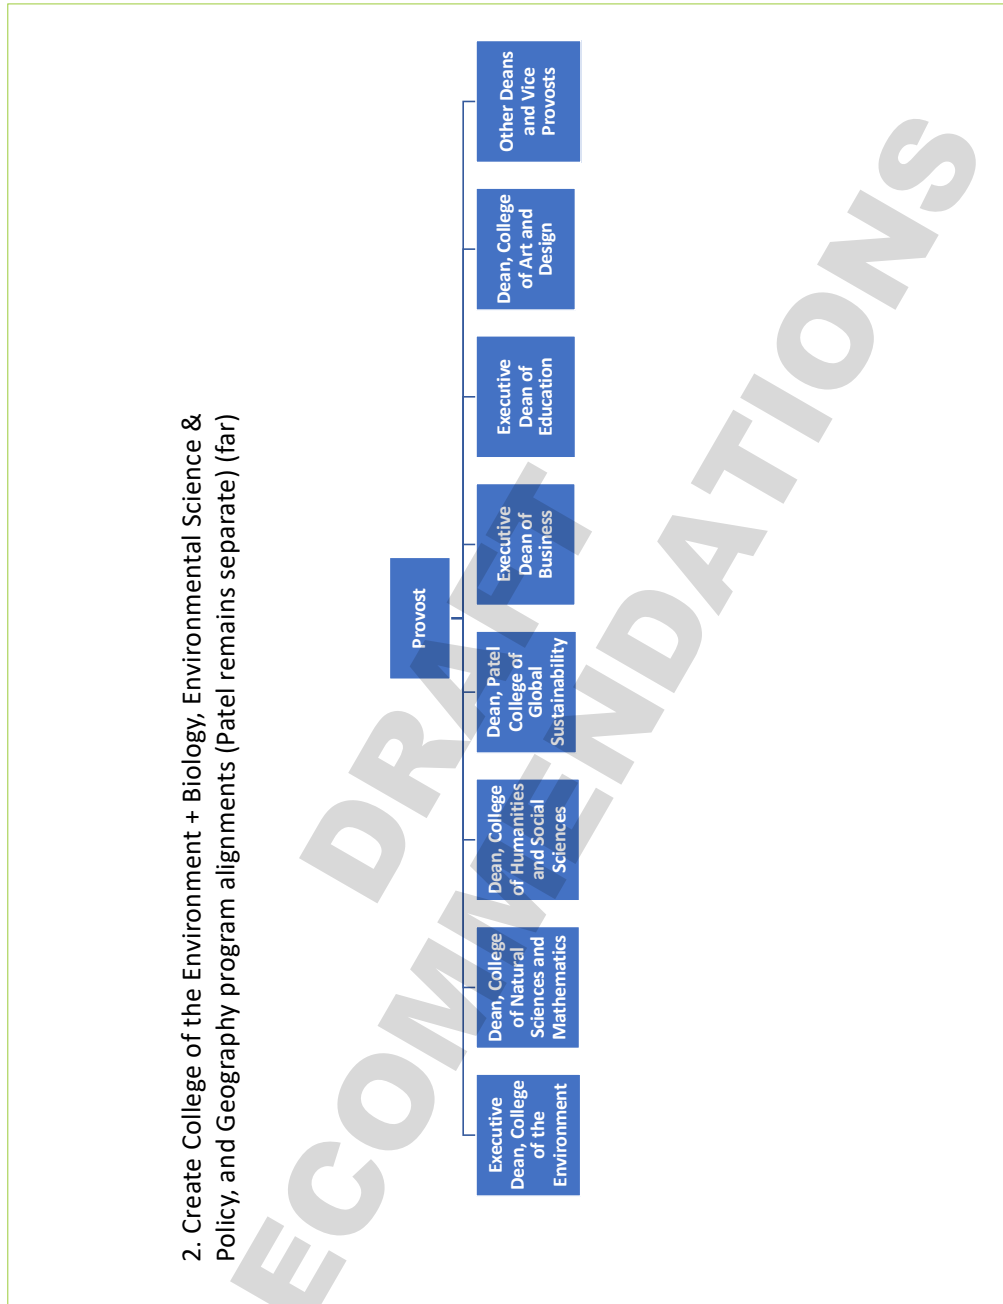 2. Create College of the Environment + Biology, Environmental Science &
Policy, and Geography program alignments (Patel remains separate) (far)
Provost
Executive
Dean, College
of the
Environment
Dean, College
of Natural
Sciences and
Mathematics
Dean, College
of Humanities
and Social
Sciences
Dean, Patel
College of
Global
Sustainability
Executive
Dean of
Business
Executive
Dean of
Education
Dean, College
of Art and
Design
Other Deans
and Vice
Provosts
DRAFT
ECOMMENDATIONS